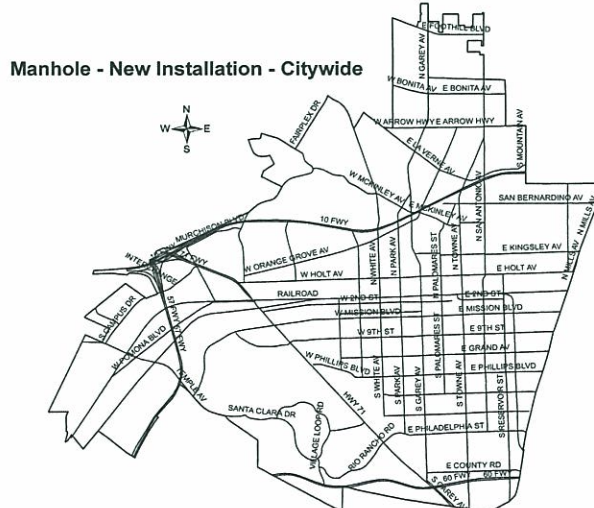 E FOOTHILL BLVD
Manhole - New Installation - Citywide
N GAREY AV
W BONITA AV
E BONITA AV
N
W E
S
FAIRPLEX DR
W ARROW HWY
E ARROW HWY
E LA VERNE AV
S MOUNTAIN AV
W MCKINLEY AV
E MCKINLEY AV
SAN BERNARDINO AV
N SAN ANTONIO AV
N MILLS AV
MURCHISON BLVD
10 FWY
N WHITE AV
N PARK AV
N PALOMARES ST
N TOWNE AV
E KINGSLEY AV
W ORANGE GROVE AV
INTERCHANGE
W HOLT AV
E HOLT AV
N MILLS AV
RAILROAD
W 2ND ST
E 2ND ST
S CAMPUS DR
57 FWY
W MISSION BLVD
E MISSION BLVD
W 9TH ST
E 9TH ST
W POMONA BLVD
E GRAND AV
W PHILLIPS BLVD
E PHILLIPS BLVD
TEMPLE AV
S WHITE AV
S PARK AV
S GAREY AV
S PALOMARES ST
S TOWNE AV
S RESERVOIR ST
HWY 71
SANTA CLARA DR
VILLAGE LOOP RD
RIO RANCHO RD
E PHILADELPHIA ST
E COUNTY RD
60 FWY
60 FWY
S GAREY AV